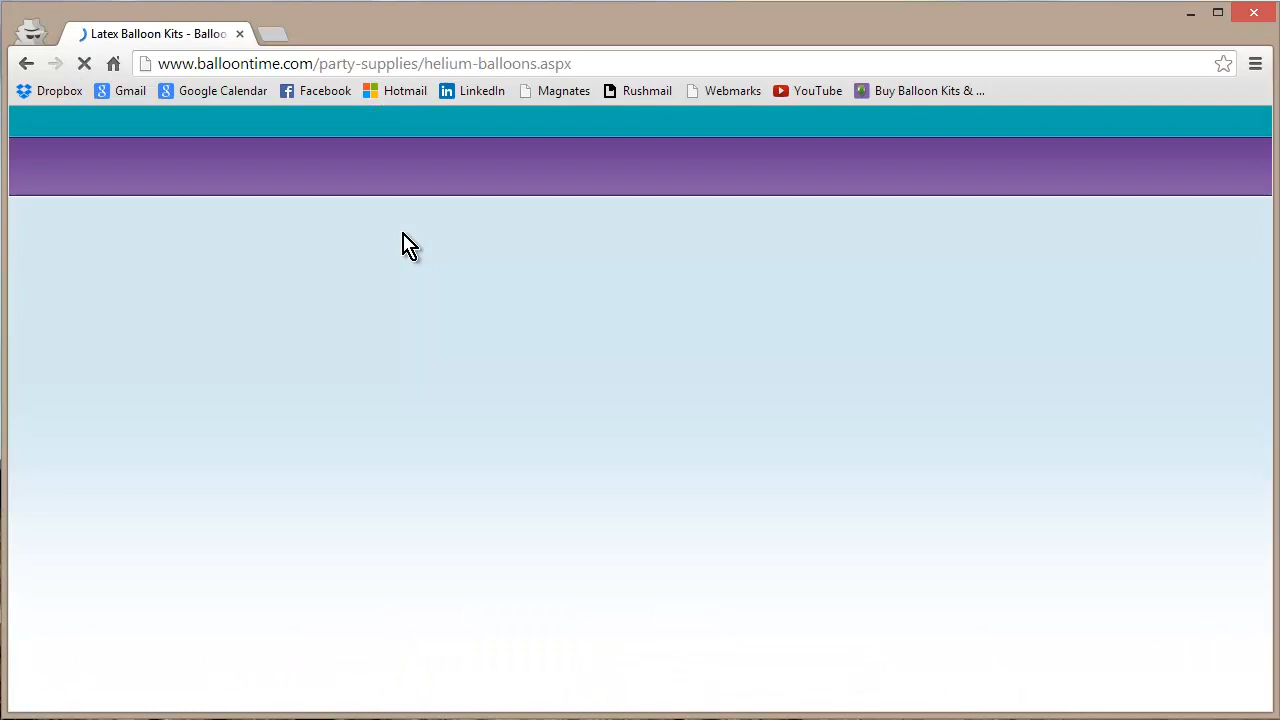 Latex Balloon Kits - Balloo
www.balloontime.com/party-supplies/helium-balloons.aspx
Dropbox Gmail Google Calendar Facebook Hotmail LinkedIn Magnates Rushmail Webmarks YouTube Buy Balloon Kits & ...